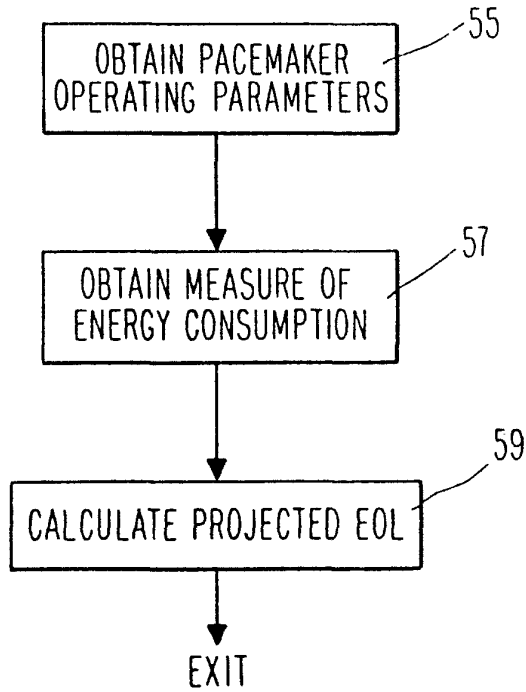 55
OBTAIN PACEMAKER
OPERATING PARAMETERS
57
OBTAIN MEASURE OF
ENERGY CONSUMPTION
59
CALCULATE PROJECTED EOL
EXIT